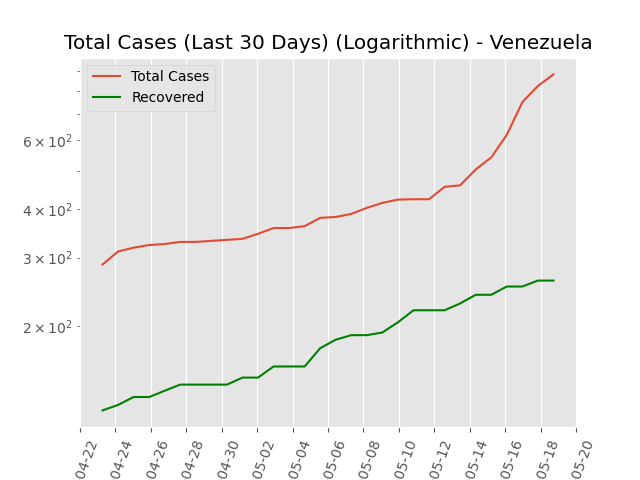 Total Cases (Last 30 Days) (Logarithmic) - Venezuela
Total Cases
Recovered
6 × 10²
4 × 10²
3 × 10²
2 × 10²
04-22
04-24
04-26
04-28
04-30
05-02
05-04
05-06
05-08
05-10
05-12
05-14
05-16
05-18
05-20